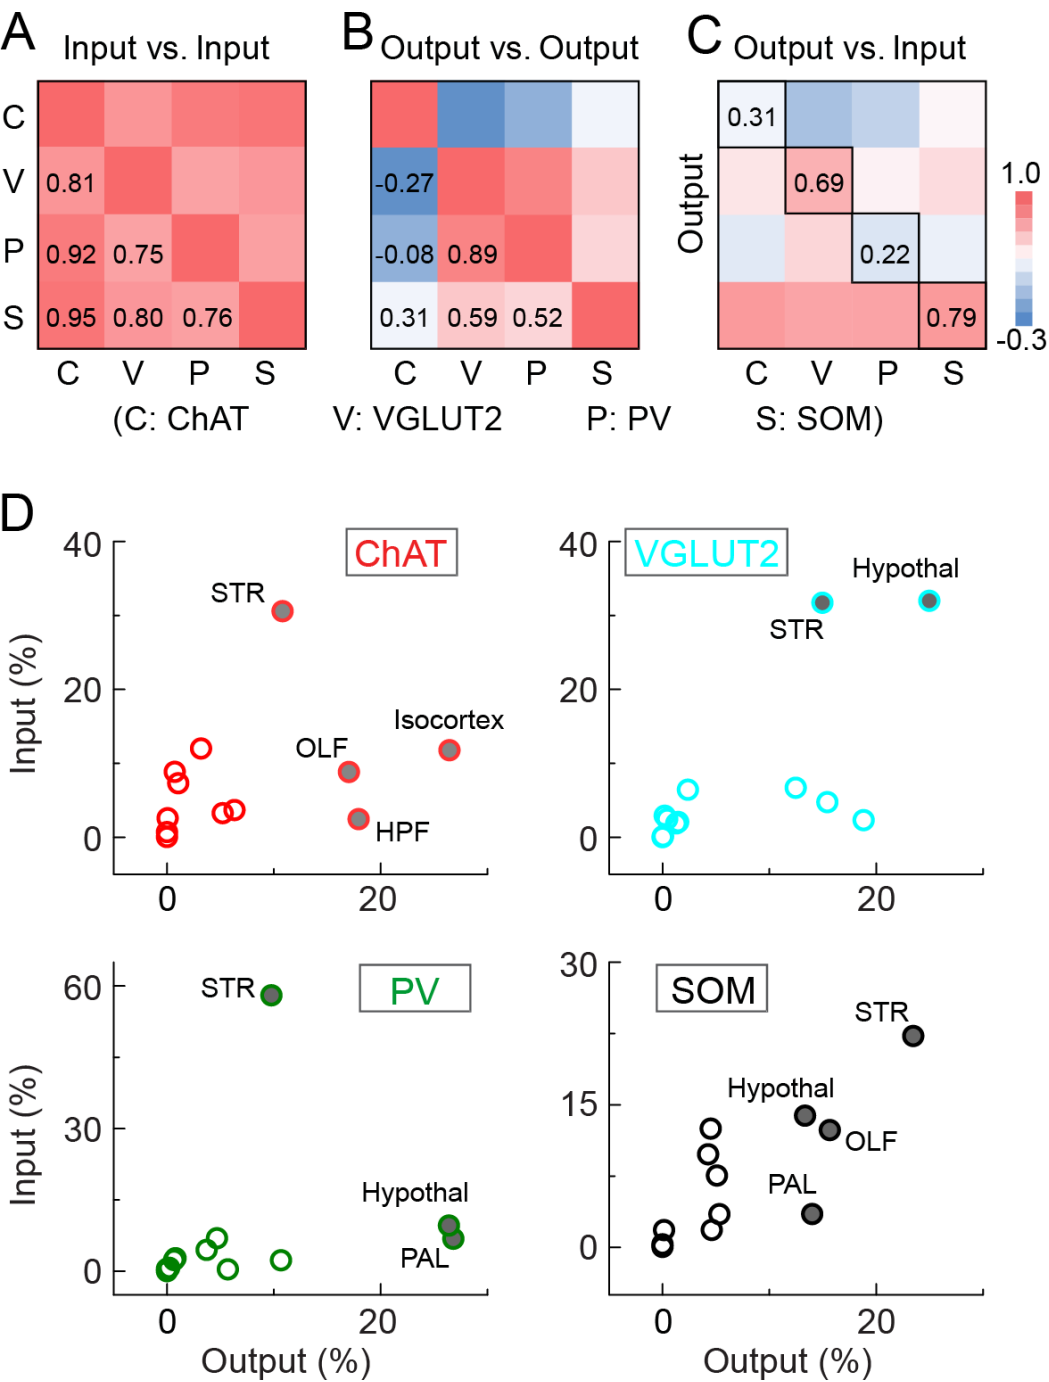 A Input vs. Input
B Output vs. Output
C Output vs. Input
C
V
P
S
0.81
0.92 0.75
0.95 0.80 0.76
C V P S
-0.27
-0.08 0.89
0.31 0.59 0.52
C V P S
Output
0.31
0.69
0.22
0.79
C V P S
1.0
-0.3
(C: ChAT V: VGLUT2 P: PV S: SOM)
D
Input (%)
40
20
0
0 20
ChAT
STR
Isocortex
OLF
HPF
40
20
0
0 20
VGLUT2
Hypothal
STR
Input (%)
60
30
0
0 20
Output (%)
PV
STR
Hypothal
PAL
30
15
0
0 20
Output (%)
SOM
STR
Hypothal
OLF
PAL